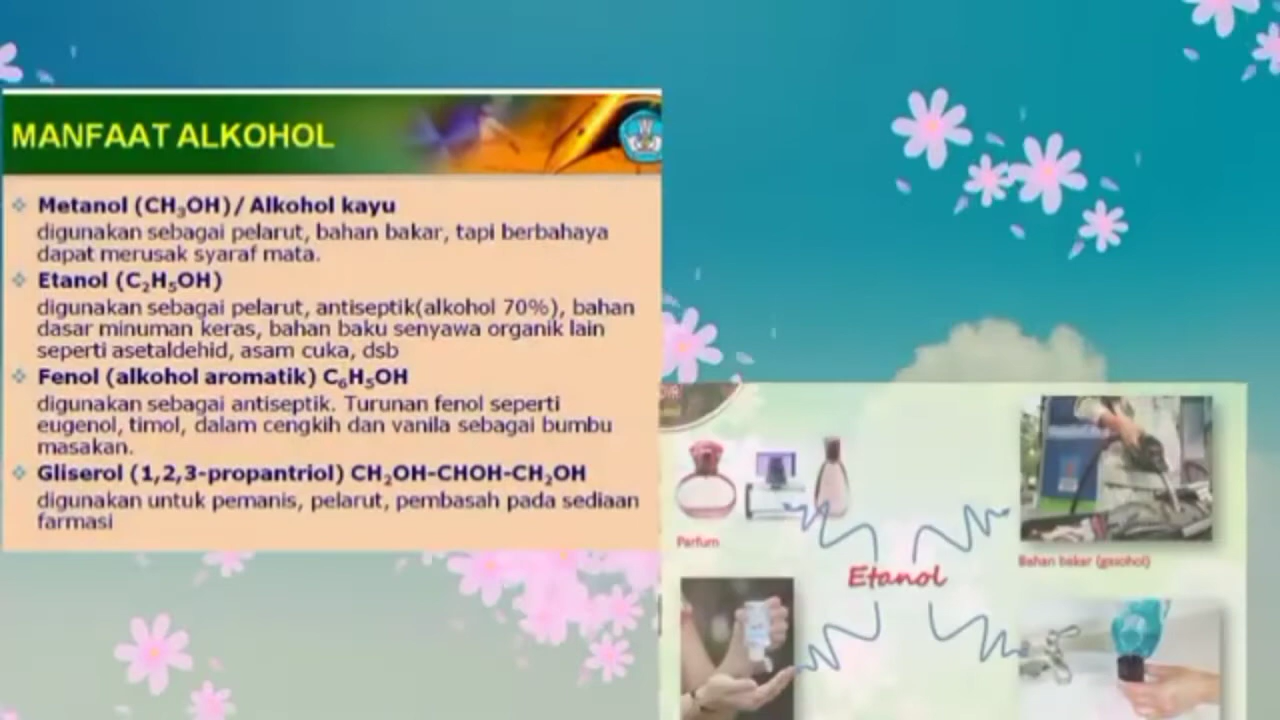 MANFAAT ALKOHOL
Metanol (CH₃OH) / Alkohol kayu
digunakan sebagai pelarut, bahan bakar, tapi berbahaya
dapat merusak syaraf mata.
Etanol (C₂H₅OH)
digunakan sebagai pelarut, antiseptik(alkohol 70%), bahan
dasar minuman keras, bahan baku senyawa organik lain
seperti asetaldehid, asam cuka, dsb
Fenol (alkohol aromatik) C₆H₅OH
digunakan sebagai antiseptik. Turunan fenol seperti
eugenol, timol, dalam cengkih dan vanila sebagai bumbu
masakan.
Gliserol (1,2,3-propantriol) CH₂OH-CHOH-CH₂OH
digunakan untuk pemanis, pelarut, pembasah pada sediaan
farmasi
Parfum
Bahan bakar (gasohol)
Etanol